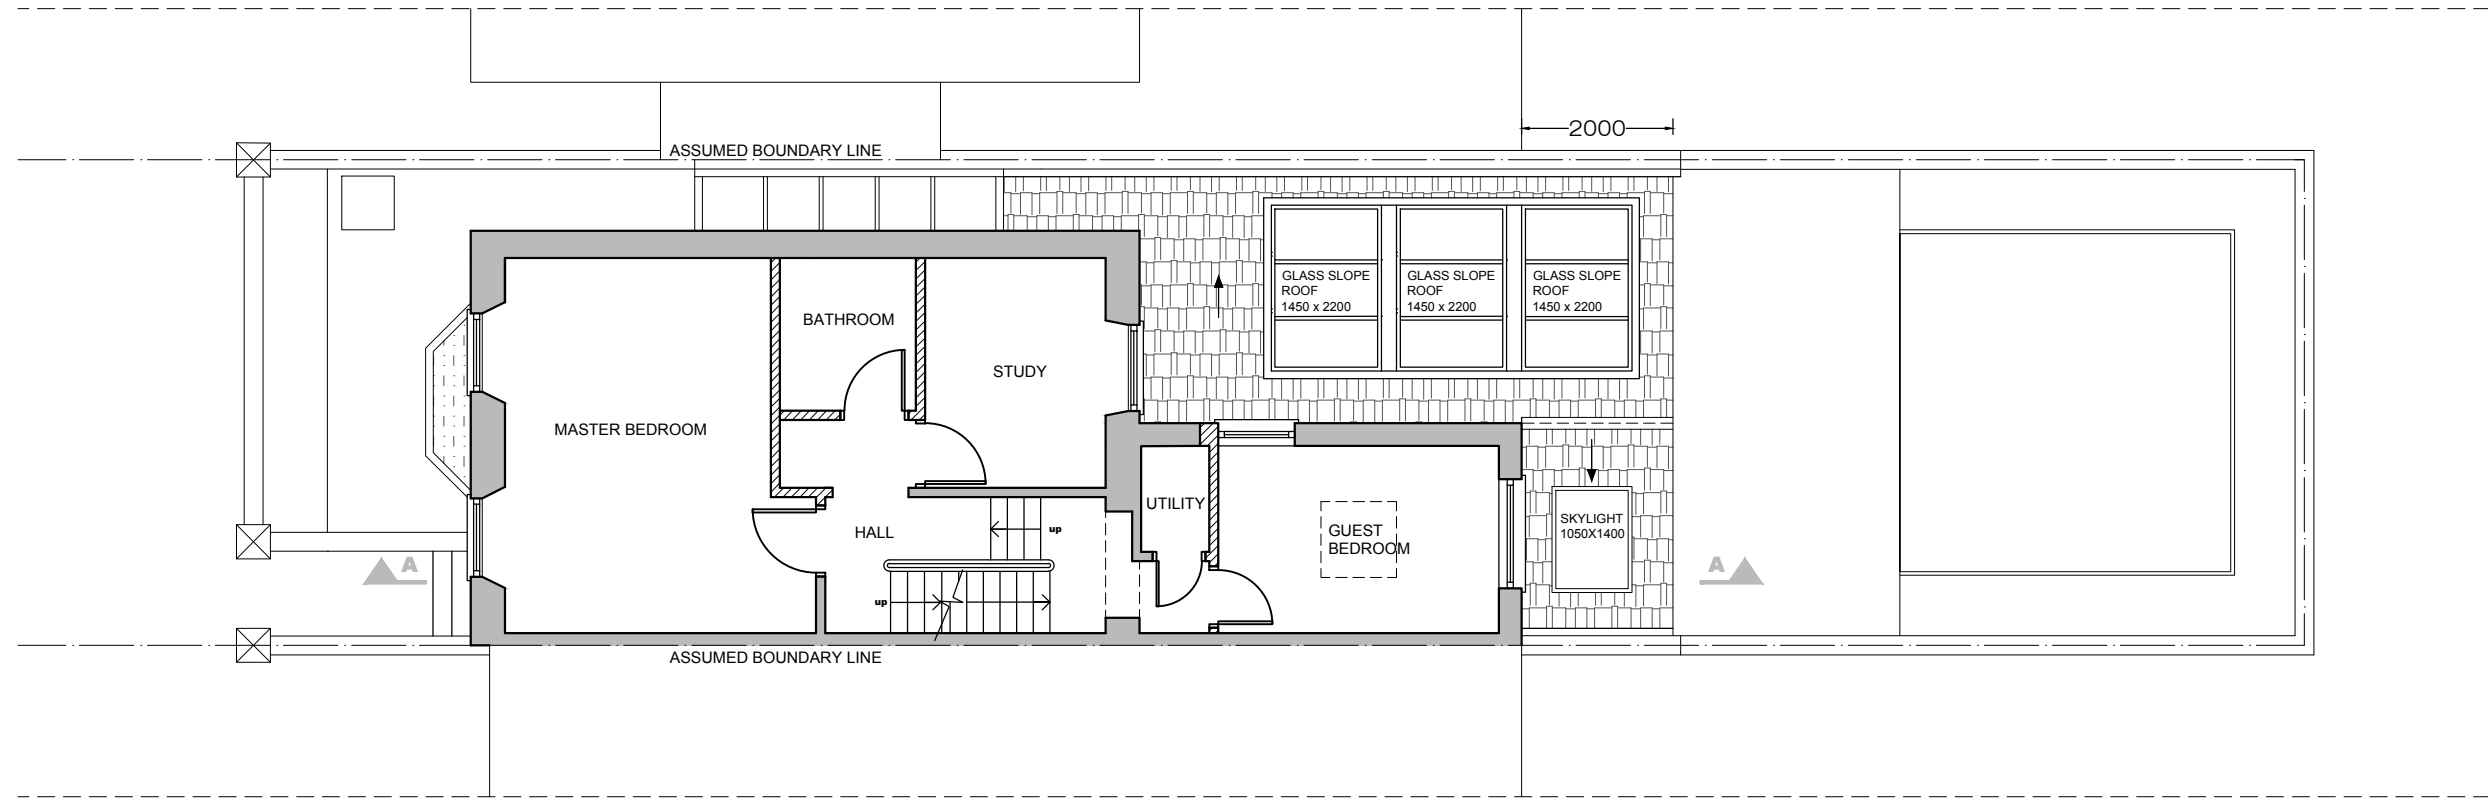 2000
ASSUMED BOUNDARY LINE
GLASS SLOPE
ROOF
1450 x 2200
GLASS SLOPE
ROOF
1450 x 2200
GLASS SLOPE
ROOF
1450 x 2200
BATHROOM
STUDY
MASTER BEDROOM
UTILITY
HALL
up
GUEST
BEDROOM
SKYLIGHT
1050X1400
A
A
up
ASSUMED BOUNDARY LINE